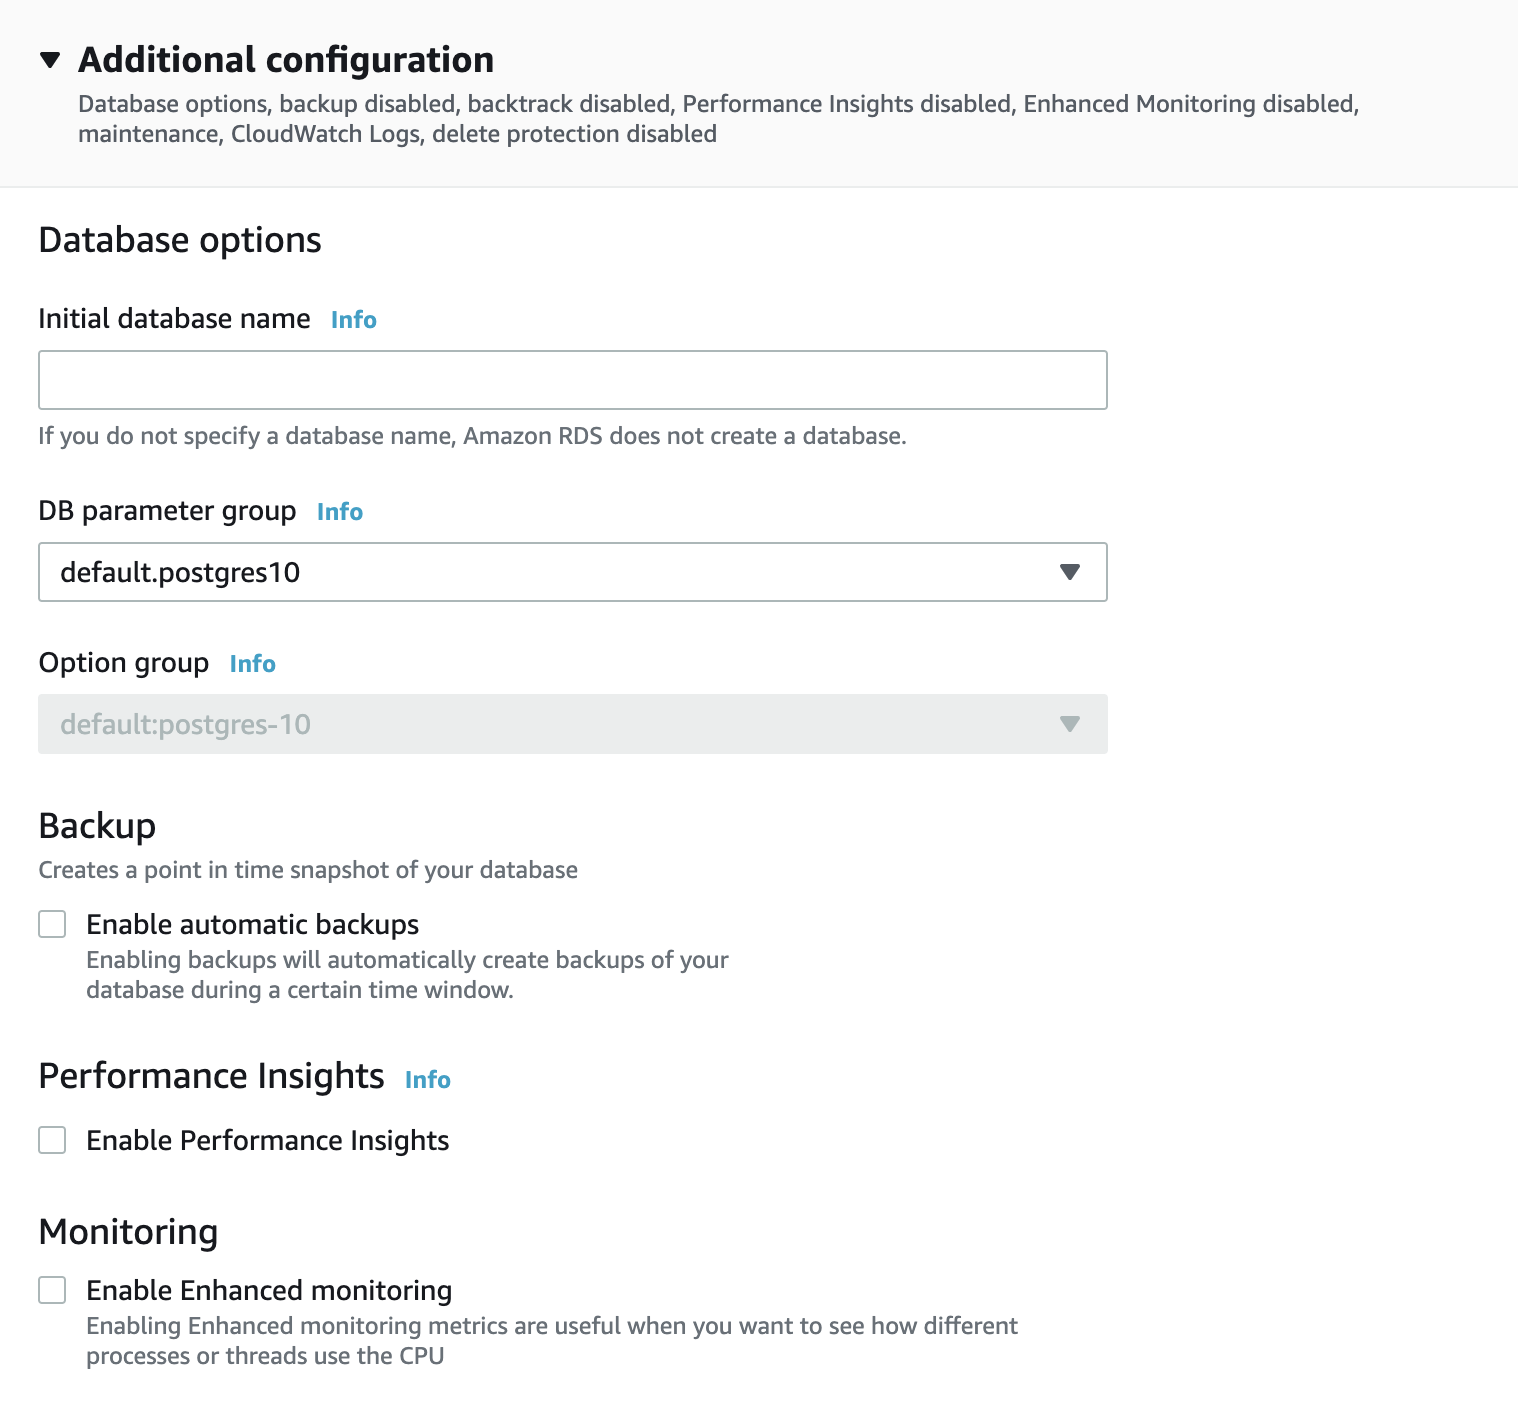 Additional configuration
Database options, backup disabled, backtrack disabled, Performance Insights disabled, Enhanced Monitoring disabled,
maintenance, CloudWatch Logs, delete protection disabled
Database options
Initial database name Info
If you do not specify a database name, Amazon RDS does not create a database.
DB parameter group Info
default.postgres10
Option group Info
default:postgres-10
Backup
Creates a point in time snapshot of your database
Enable automatic backups
Enabling backups will automatically create backups of your
database during a certain time window.
Performance Insights Info
Enable Performance Insights
Monitoring
Enable Enhanced monitoring
Enabling Enhanced monitoring metrics are useful when you want to see how different
processes or threads use the CPU